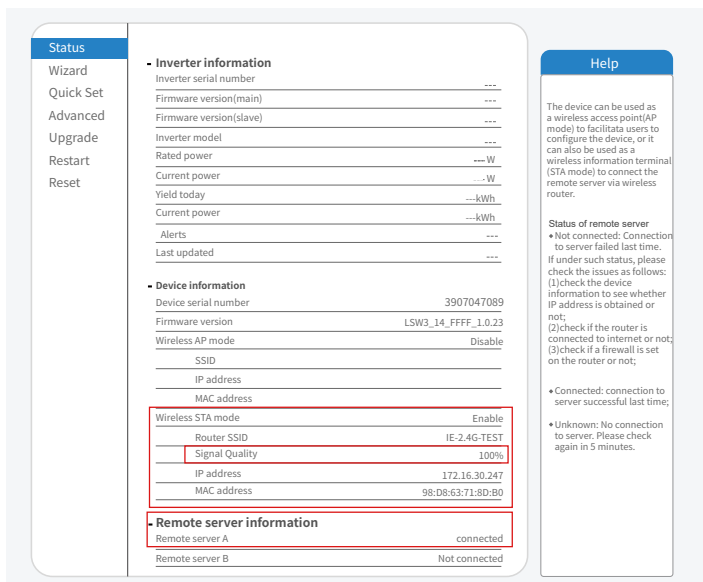 Status
Wizard
Quick Set
Advanced
Upgrade
Restart
Reset
- Inverter information
Inverter serial number ---
Firmware version(main) ---
Firmware version(slave) ---
Inverter model ---
Rated power --- W
Current power --- W
Yield today ---kWh
Current power ---kWh
Alerts ---
Last updated ---
- Device information
Device serial number 3907047089
Firmware version LSW3_14_FFFF_1.0.23
Wireless AP mode Disable
SSID
IP address
MAC address
Wireless STA mode Enable
Router SSID IE-2.4G-TEST
Signal Quality 100%
IP address 172.16.30.247
MAC address 98:D8:63:71:8D:B0
- Remote server information
Remote server A connected
Remote server B Not connected
Help
The device can be used as
a wireless access point(AP
mode) to facilitata users to
configure the device, or it
can also be used as a
wireless information terminal
(STA mode) to connect the
remote server via wireless
router.
Status of remote server
◆Not connected: Connection
to server failed last time.
If under such status, please
check the issues as follows:
(1)check the device
information to see whether
IP address is obtained or
not;
(2)check if the router is
connected to internet or not;
(3)check if a firewall is set
on the router or not;
◆Connected: connection to
server successful last time;
◆Unknown: No connection
to server. Please check
again in 5 minutes.